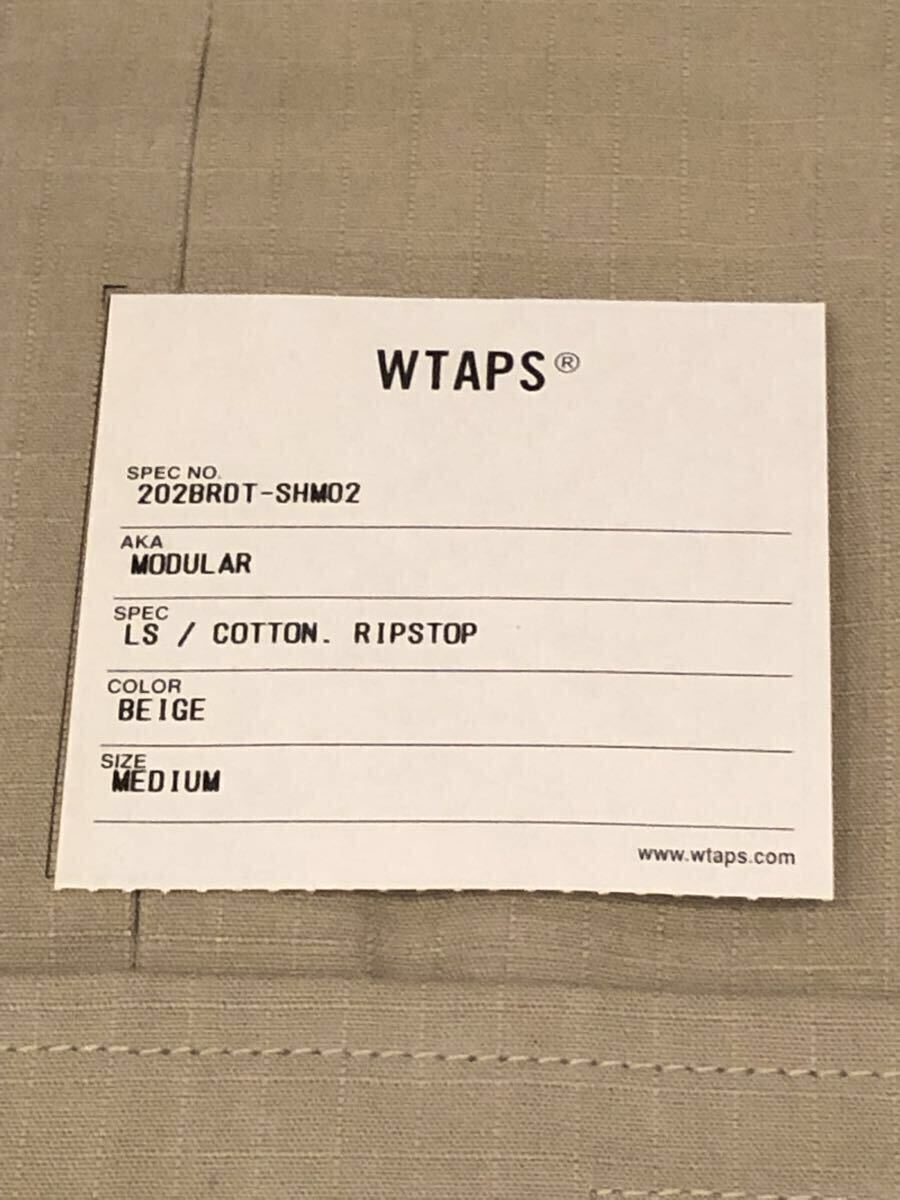 WTAPS®
SPEC NO.
202BRDT-SHM02
AKA
MODULAR
SPEC
LS / COTTON. RIPSTOP
COLOR
BEIGE
SIZE
MEDIUM
www.wtaps.com